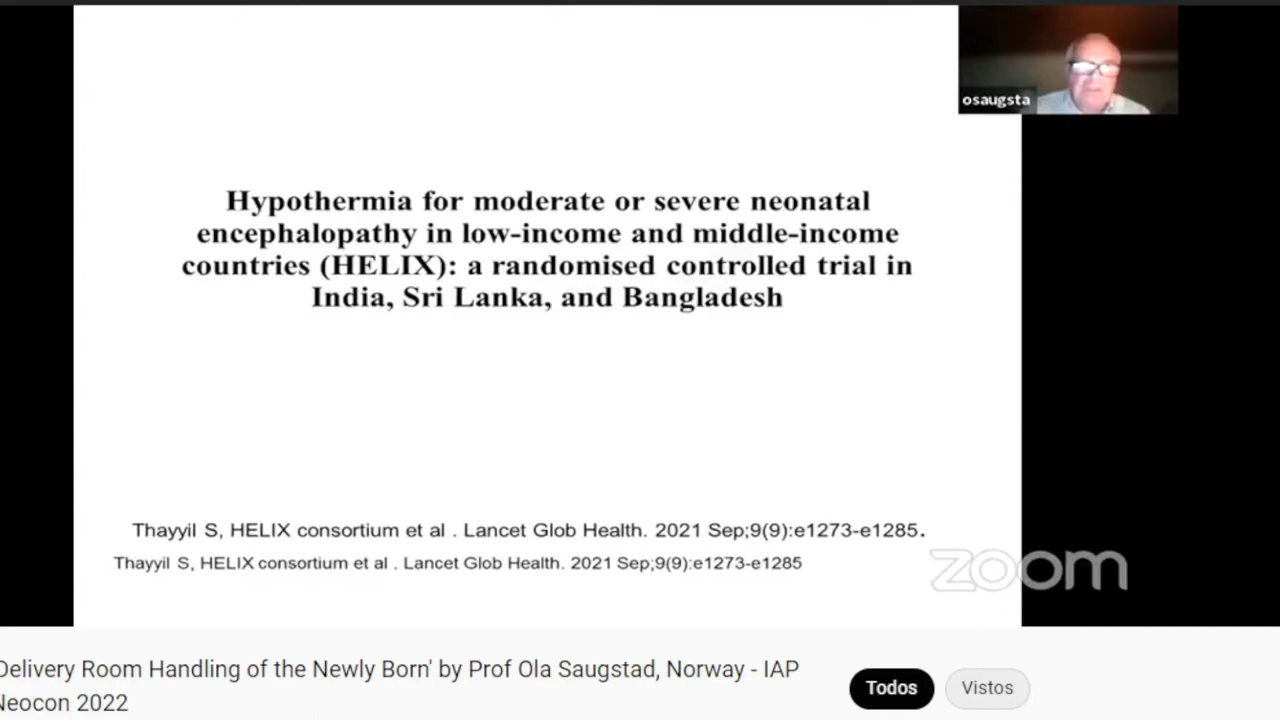 osaugsta
Hypothermia for moderate or severe neonatal
encephalopathy in low-income and middle-income
countries (HELIX): a randomised controlled trial in
India, Sri Lanka, and Bangladesh
Thayyil S, HELIX consortium et al . Lancet Glob Health. 2021 Sep;9(9):e1273-e1285.
Thayyil S, HELIX consortium et al . Lancet Glob Health. 2021 Sep;9(9):e1273-e1285
zoom
Delivery Room Handling of the Newly Born' by Prof Ola Saugstad, Norway - IAP
Neocon 2022
Todos
Vistos